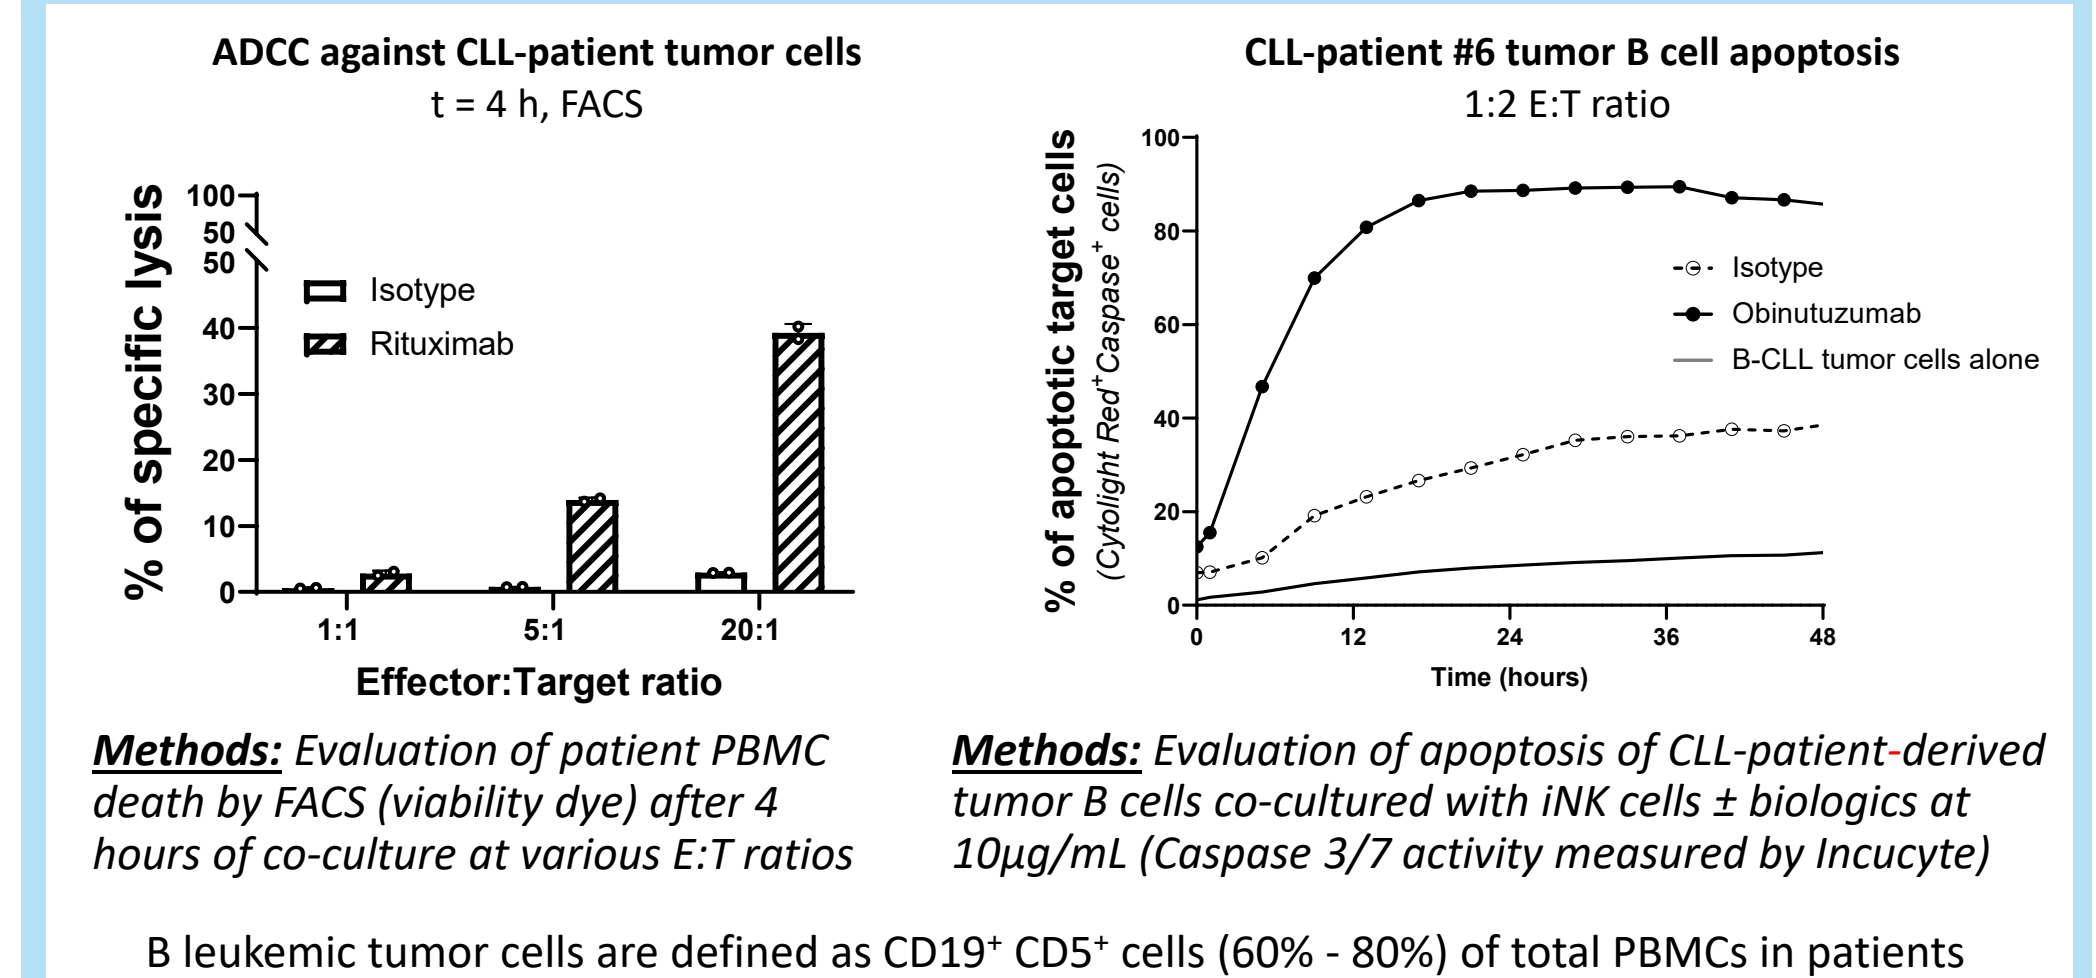 ADCC against CLL-patient tumor cells
t = 4 h, FACS
% of specific lysis
100
50
50
40
30
20
10
0
Isotype
Rituximab
1:1
5:1
20:1
Effector:Target ratio
Methods: Evaluation of patient PBMC
death by FACS (viability dye) after 4
hours of co-culture at various E:T ratios
CLL-patient #6 tumor B cell apoptosis
1:2 E:T ratio
% of apoptotic target cells
(Cytolight Red⁺Caspase⁺ cells)
100
80
60
40
20
0
Isotype
Obinutuzumab
B-CLL tumor cells alone
0
12
24
36
48
Time (hours)
Methods: Evaluation of apoptosis of CLL-patient-derived
tumor B cells co-cultured with iNK cells ± biologics at
10µg/mL (Caspase 3/7 activity measured by Incucyte)
B leukemic tumor cells are defined as CD19⁺ CD5⁺ cells (60% - 80%) of total PBMCs in patients